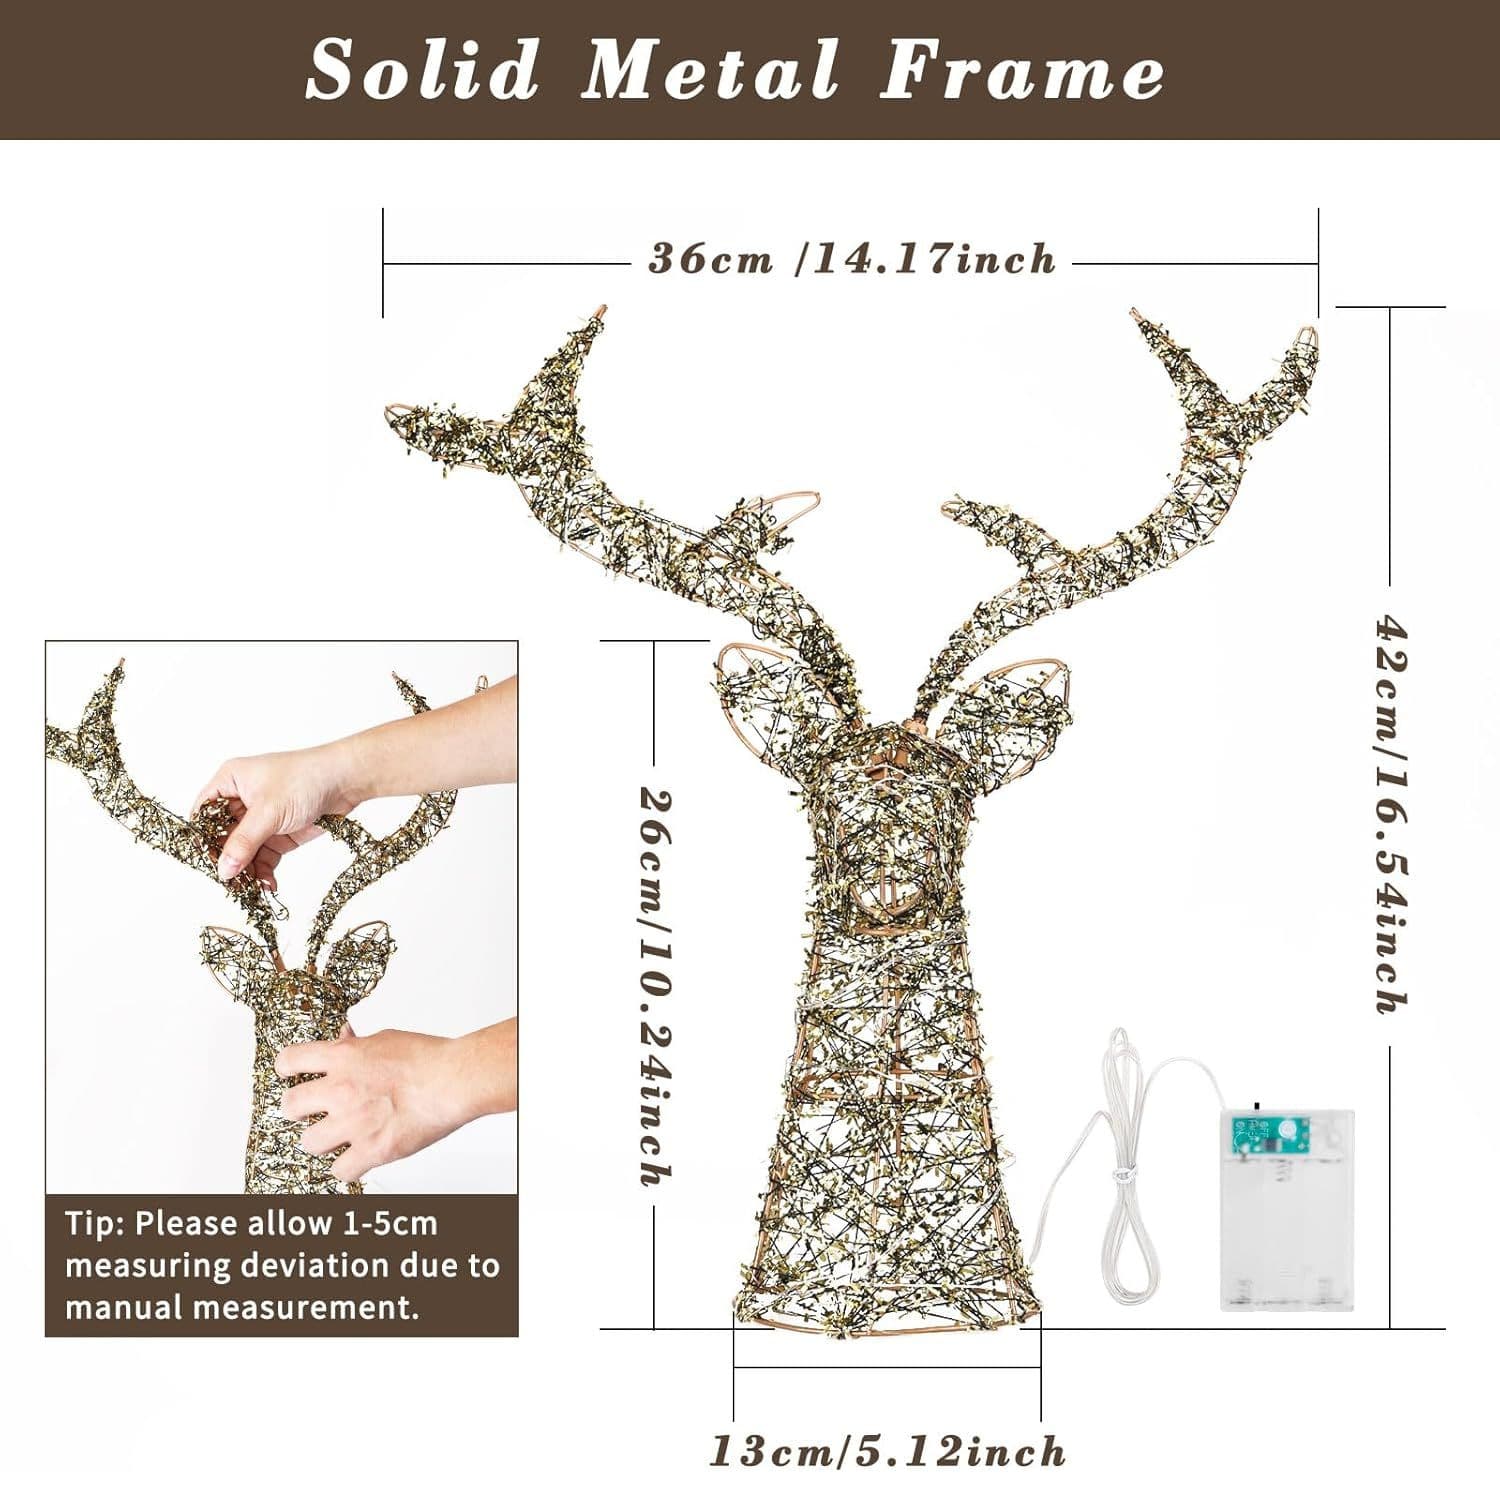 Solid Metal Frame
36cm /14.17inch
42cm/16.54inch
26cm/10.24inch
Tip: Please allow 1-5cm
measuring deviation due to
manual measurement.
13cm/5.12inch